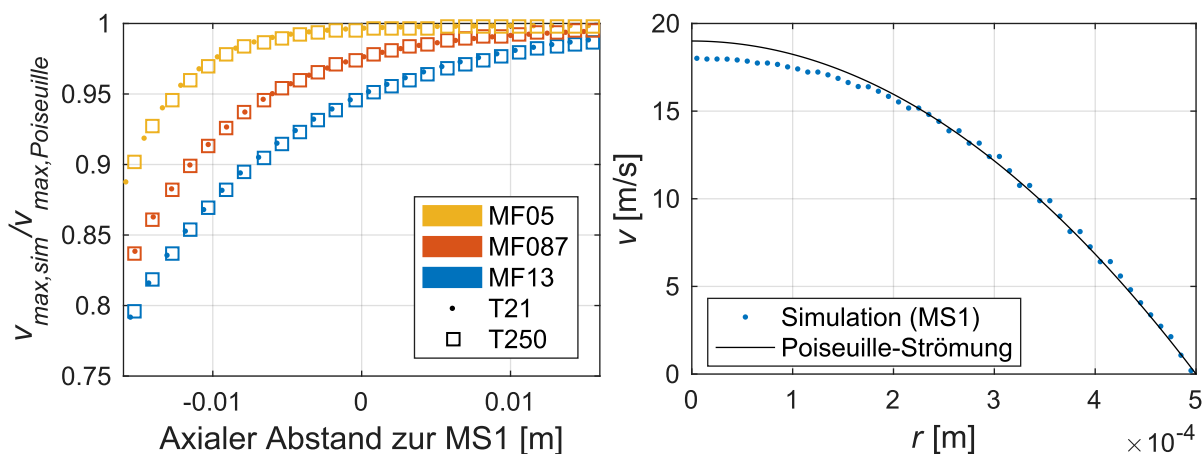 1
0.95
0.9
0.85
0.8
0.75
v_max,sim/v_max,Poiseuille
-0.01
0
0.01
Axialer Abstand zur MS1 [m]
MF05
MF087
MF13
T21
T250
20
15
10
5
0
v [m/s]
0
1
2
3
4
5
r [m]
×10^-4
Simulation (MS1)
Poiseuille-Strömung